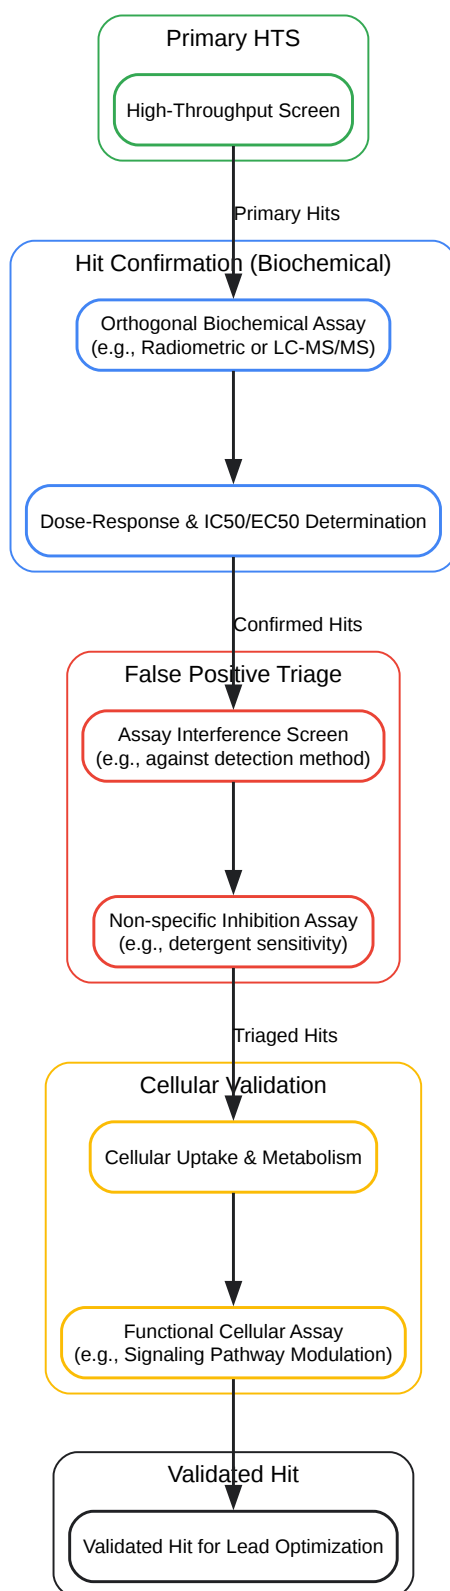 Primary HTS
High-Throughput Screen
Primary Hits
Hit Confirmation (Biochemical)
Orthogonal Biochemical Assay
(e.g., Radiometric or LC-MS/MS)
Dose-Response & IC50/EC50 Determination
Confirmed Hits
False Positive Triage
Assay Interference Screen
(e.g., against detection method)
Non-specific Inhibition Assay
(e.g., detergent sensitivity)
Triaged Hits
Cellular Validation
Cellular Uptake & Metabolism
Functional Cellular Assay
(e.g., Signaling Pathway Modulation)
Validated Hit
Validated Hit for Lead Optimization